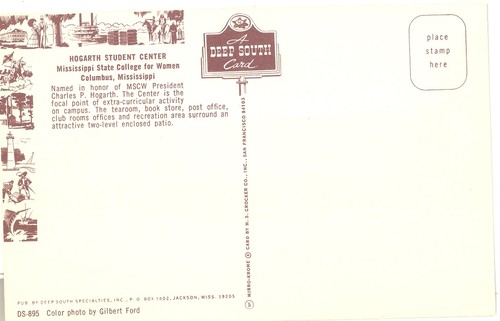 HOGARTH STUDENT CENTER
Mississippi State College for Women
Columbus, Mississippi
Named in honor of MSCW President
Charles P. Hogarth. The Center is the
focal point of extra-curricular activity
on campus. The tearoom, book store, post office,
club rooms offices and recreation area surround an
attractive two-level enclosed patio.
A
DEEP SOUTH
Card
place
stamp
here
MIRRO-KROME ® CARD BY H. S. CROCKER CO., INC., SAN FRANCISCO 94103
PUB BY DEEP SOUTH SPECIALTIES, INC., P. O BOX 1902, JACKSON, MISS. 39205
DS-895 Color photo by Gilbert Ford